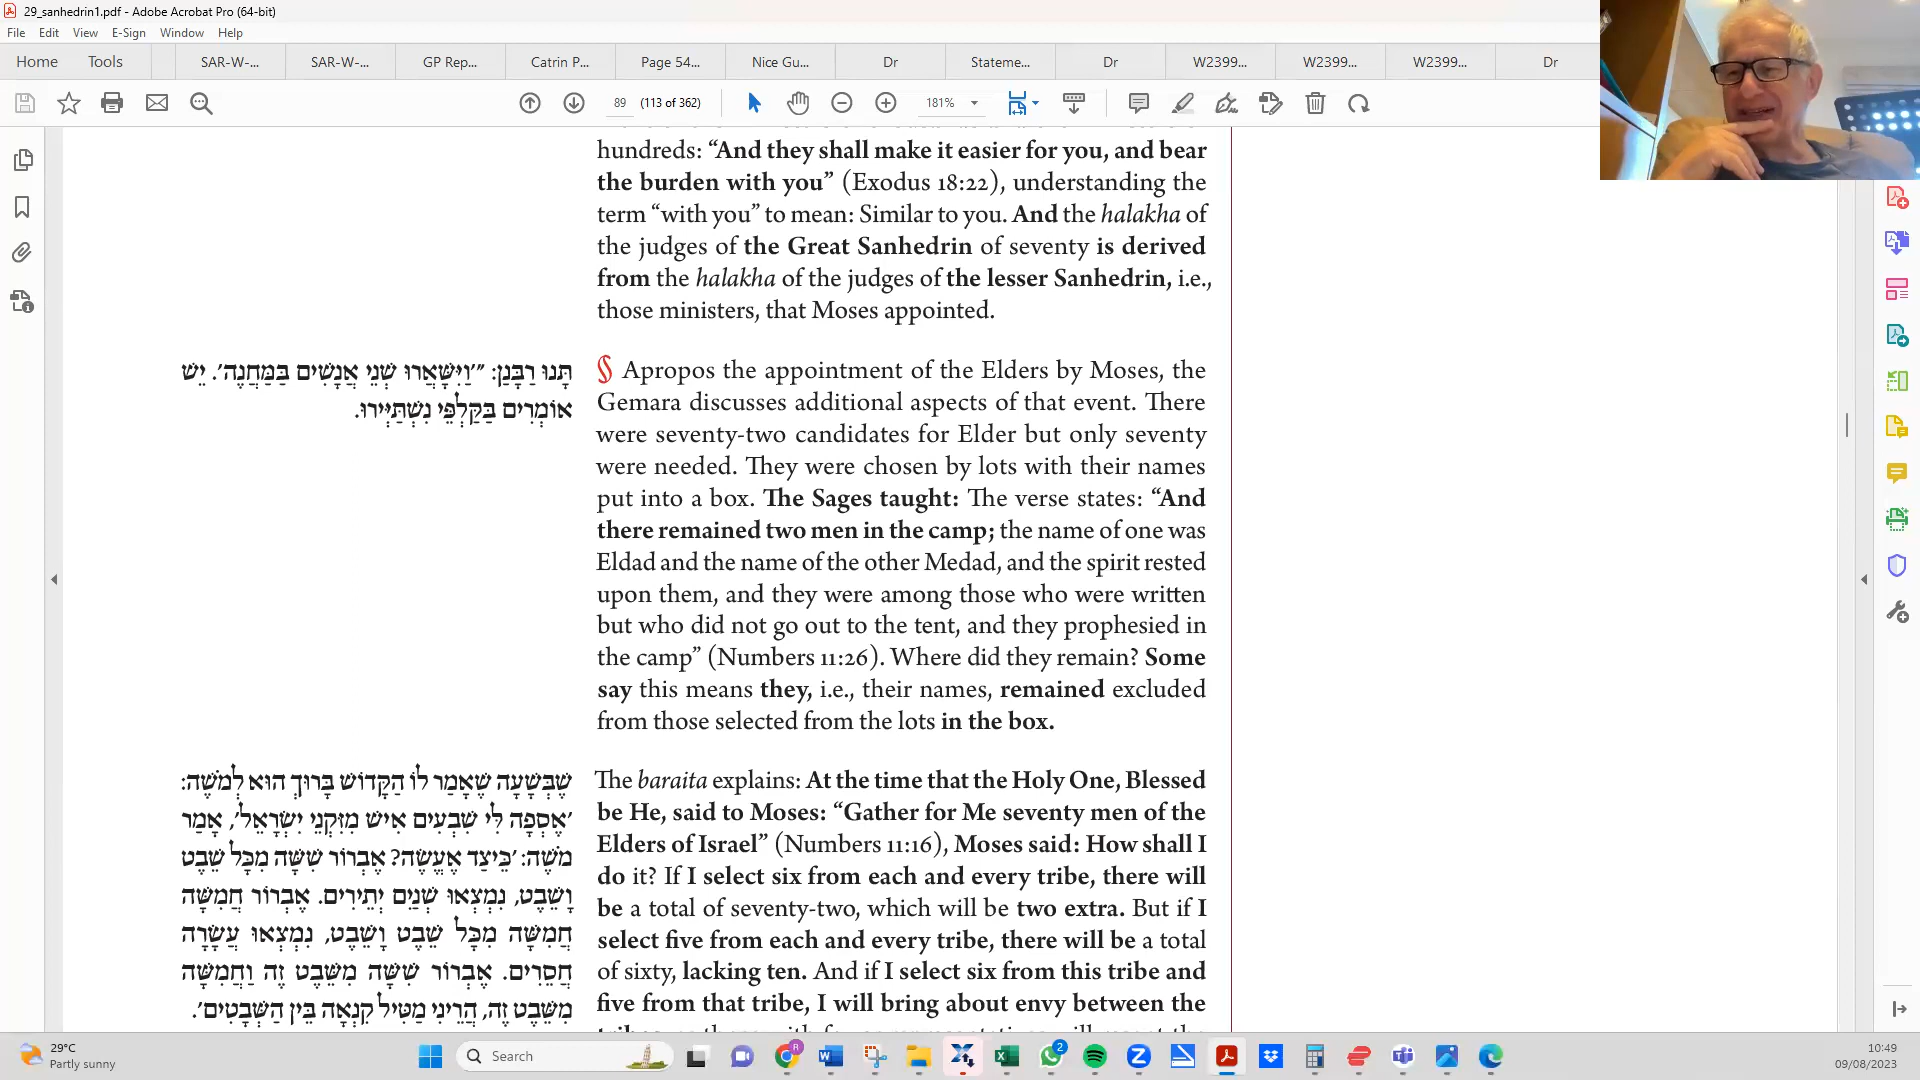 29_sanhedrin1.pdf - Adobe Acrobat Pro (64-bit)
File Edit View E-Sign Window Help
Home Tools SAR-W-... SAR-W-... GP Rep... Catrin P... Page 54... Nice Gu... Dr Stateme... Dr W2399... W2399... W2399... Dr
89 (113 of 362) 181%
hundreds: “And they shall make it easier for you, and bear
the burden with you” (Exodus 18:22), understanding the
term “with you” to mean: Similar to you. And the halakha of
the judges of the Great Sanhedrin of seventy is derived
from the halakha of the judges of the lesser Sanhedrin, i.e.,
those ministers, that Moses appointed.
תָּנוּ רַבָּנַן: ״׳וַיִּשָּׁאֲרוּ שְׁנֵי אֲנָשִׁים בַּמַּחֲנֶה׳. יֵשׁ
אוֹמְרִים בַּקַּלְפֵּי נִשְׁתַּיְּירוּ.
§ Apropos the appointment of the Elders by Moses, the
Gemara discusses additional aspects of that event. There
were seventy-two candidates for Elder but only seventy
were needed. They were chosen by lots with their names
put into a box. The Sages taught: The verse states: “And
there remained two men in the camp; the name of one was
Eldad and the name of the other Medad, and the spirit rested
upon them, and they were among those who were written
but who did not go out to the tent, and they prophesied in
the camp” (Numbers 11:26). Where did they remain? Some
say this means they, i.e., their names, remained excluded
from those selected from the lots in the box.
שֶׁבְּשָׁעָה שֶׁאָמַר לוֹ הַקָּדוֹשׁ בָּרוּךְ הוּא לְמֹשֶׁה:
׳אֶסְפָה לִּי שִׁבְעִים אִישׁ מִזִּקְנֵי יִשְׂרָאֵל׳, אָמַר
מֹשֶׁה: ׳כֵּיצַד אֶעֱשֶׂה? אֶבְרוֹר שִׁשָּׁה מִכָּל שֵׁבֶט
וָשֵׁבֶט, נִמְצְאוּ שְׁנַיִם יְתֵירִים. אֶבְרוֹר חֲמִשָּׁה
חֲמִשָּׁה מִכָּל שֵׁבֶט וָשֵׁבֶט, נִמְצְאוּ עֲשָׂרָה
חֲסֵרִים. אֶבְרוֹר שִׁשָּׁה מִשֵּׁבֶט זֶה וַחֲמִשָּׁה
מִשֵּׁבֶט זֶה, הֲרֵינִי מַטִּיל קִנְאָה בֵּין הַשְּׁבָטִים׳.
The baraita explains: At the time that the Holy One, Blessed
be He, said to Moses: “Gather for Me seventy men of the
Elders of Israel” (Numbers 11:16), Moses said: How shall I
do it? If I select six from each and every tribe, there will
be a total of seventy-two, which will be two extra. But if I
select five from each and every tribe, there will be a total
of sixty, lacking ten. And if I select six from this tribe and
five from that tribe, I will bring about envy between the
29°C
Partly sunny
Search
2
10:49
09/08/2023